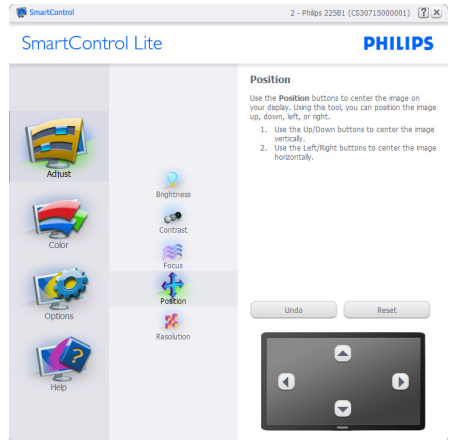 SmartControl
2 - Philips 225B1 (CS30715000001)
? ×
SmartControl Lite
PHILIPS
Adjust
Color
Options
Help
Brightness
Contrast
Focus
Position
Resolution
Position
Use the Position buttons to center the image on
your display. Using this tool, you can position the image
up, down, left, or right.
1. Use the Up/Down buttons to center the image
vertically.
2. Use the Left/Right buttons to center the image
horizontally.
Undo
Reset
PHILIPS